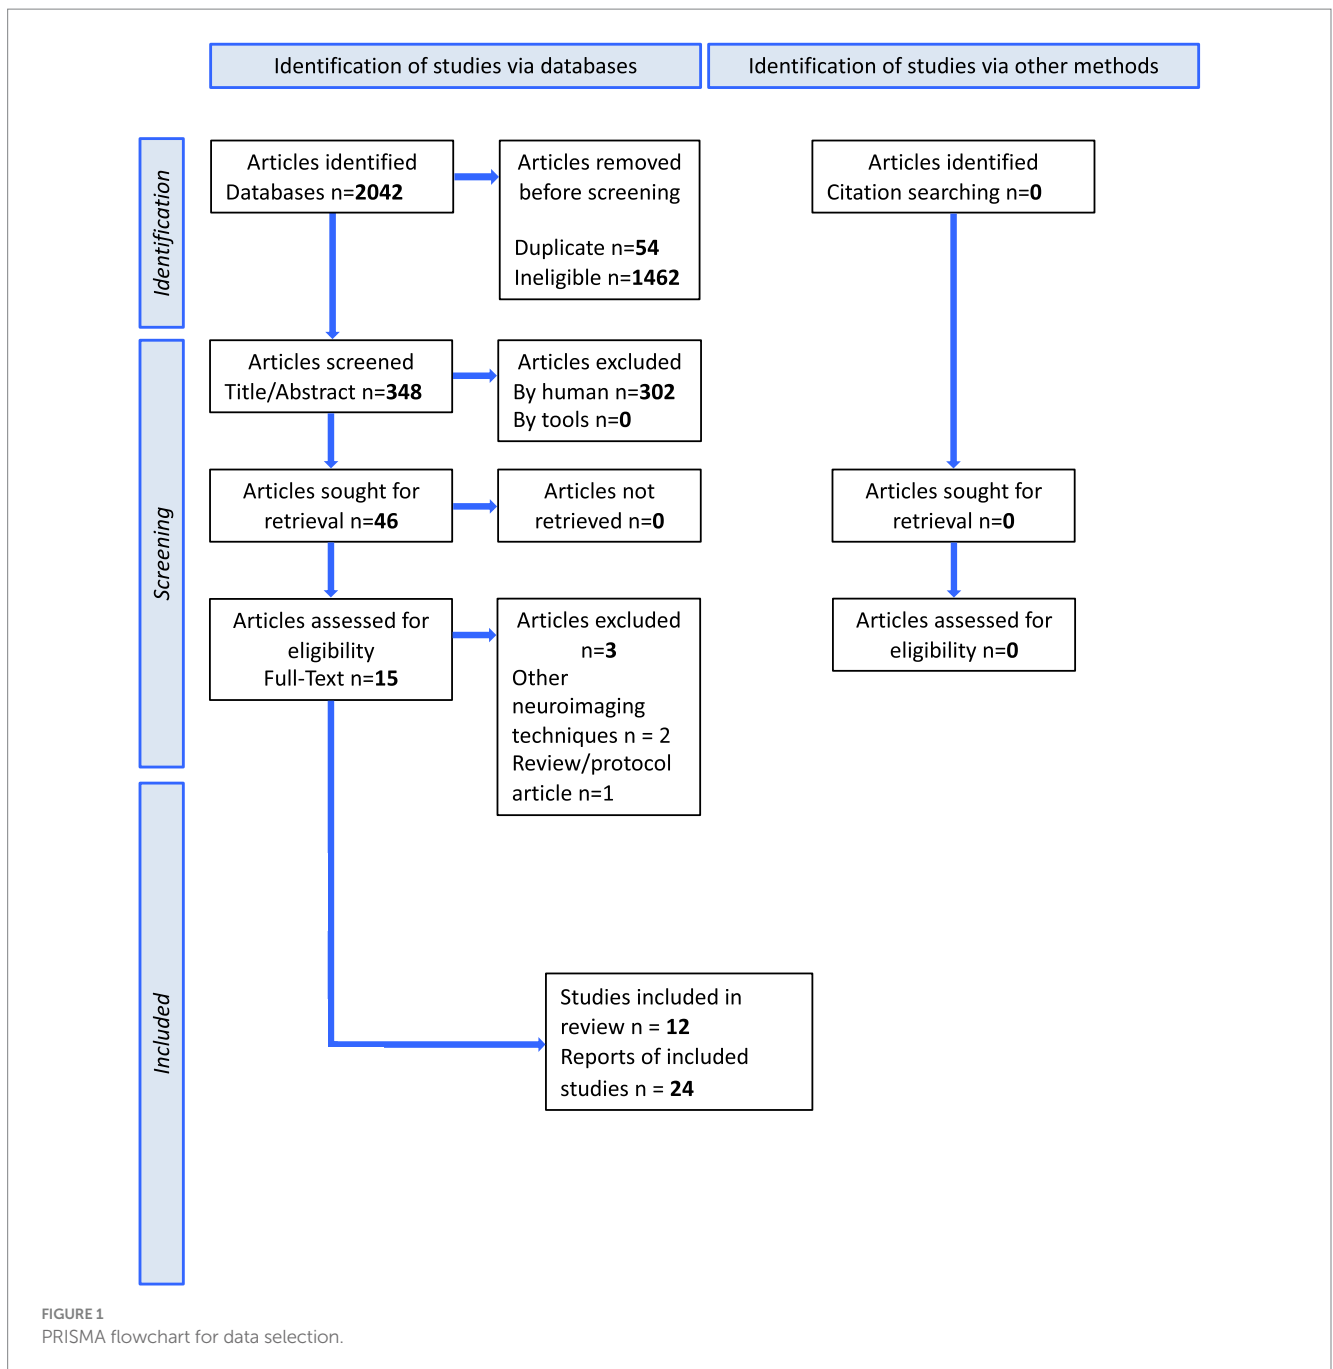 Identification of studies via databases
Identification of studies via other methods
Identification
Articles identified
Databases n=2042
Articles removed
before screening
Duplicate n=54
Ineligible n=1462
Articles identified
Citation searching n=0
Screening
Articles screened
Title/Abstract n=348
Articles excluded
By human n=302
By tools n=0
Articles sought for
retrieval n=46
Articles not
retrieved n=0
Articles sought for
retrieval n=0
Articles assessed for
eligibility
Full-Text n=15
Articles excluded
n=3
Other
neuroimaging
techniques n = 2
Review/protocol
article n=1
Articles assessed for
eligibility n=0
Included
Studies included in
review n = 12
Reports of included
studies n = 24
FIGURE 1
PRISMA flowchart for data selection.